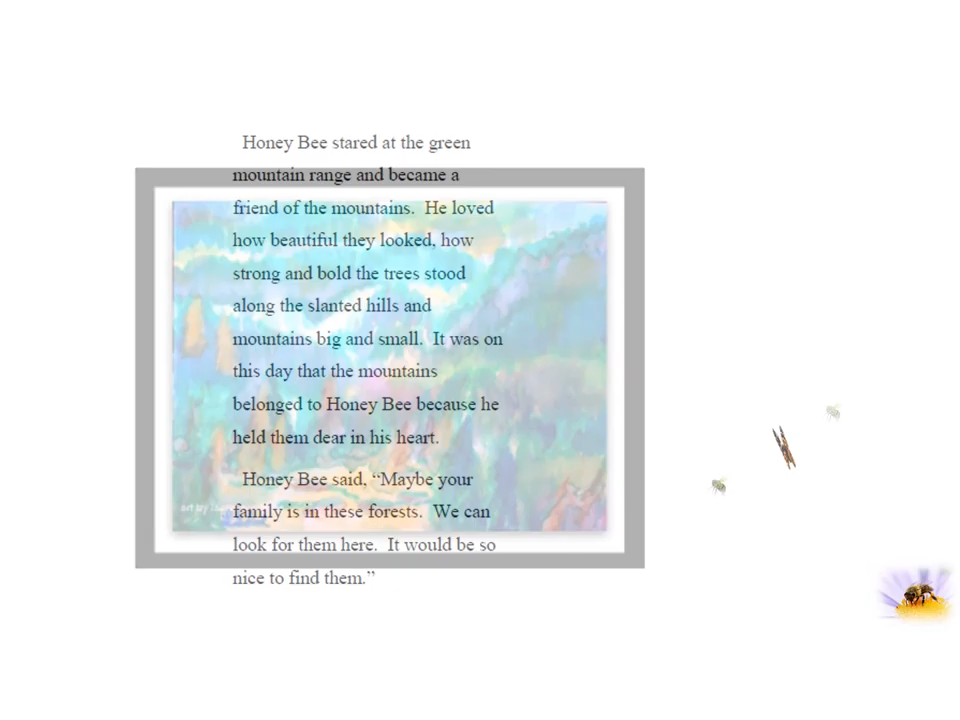 Honey Bee stared at the green
mountain range and became a
friend of the mountains.  He loved
how beautiful they looked, how
strong and bold the trees stood
along the slanted hills and
mountains big and small.  It was on
this day that the mountains
belonged to Honey Bee because he
held them dear in his heart.
Honey Bee said, “Maybe your
family is in these forests.  We can
look for them here.  It would be so
nice to find them.”
art by